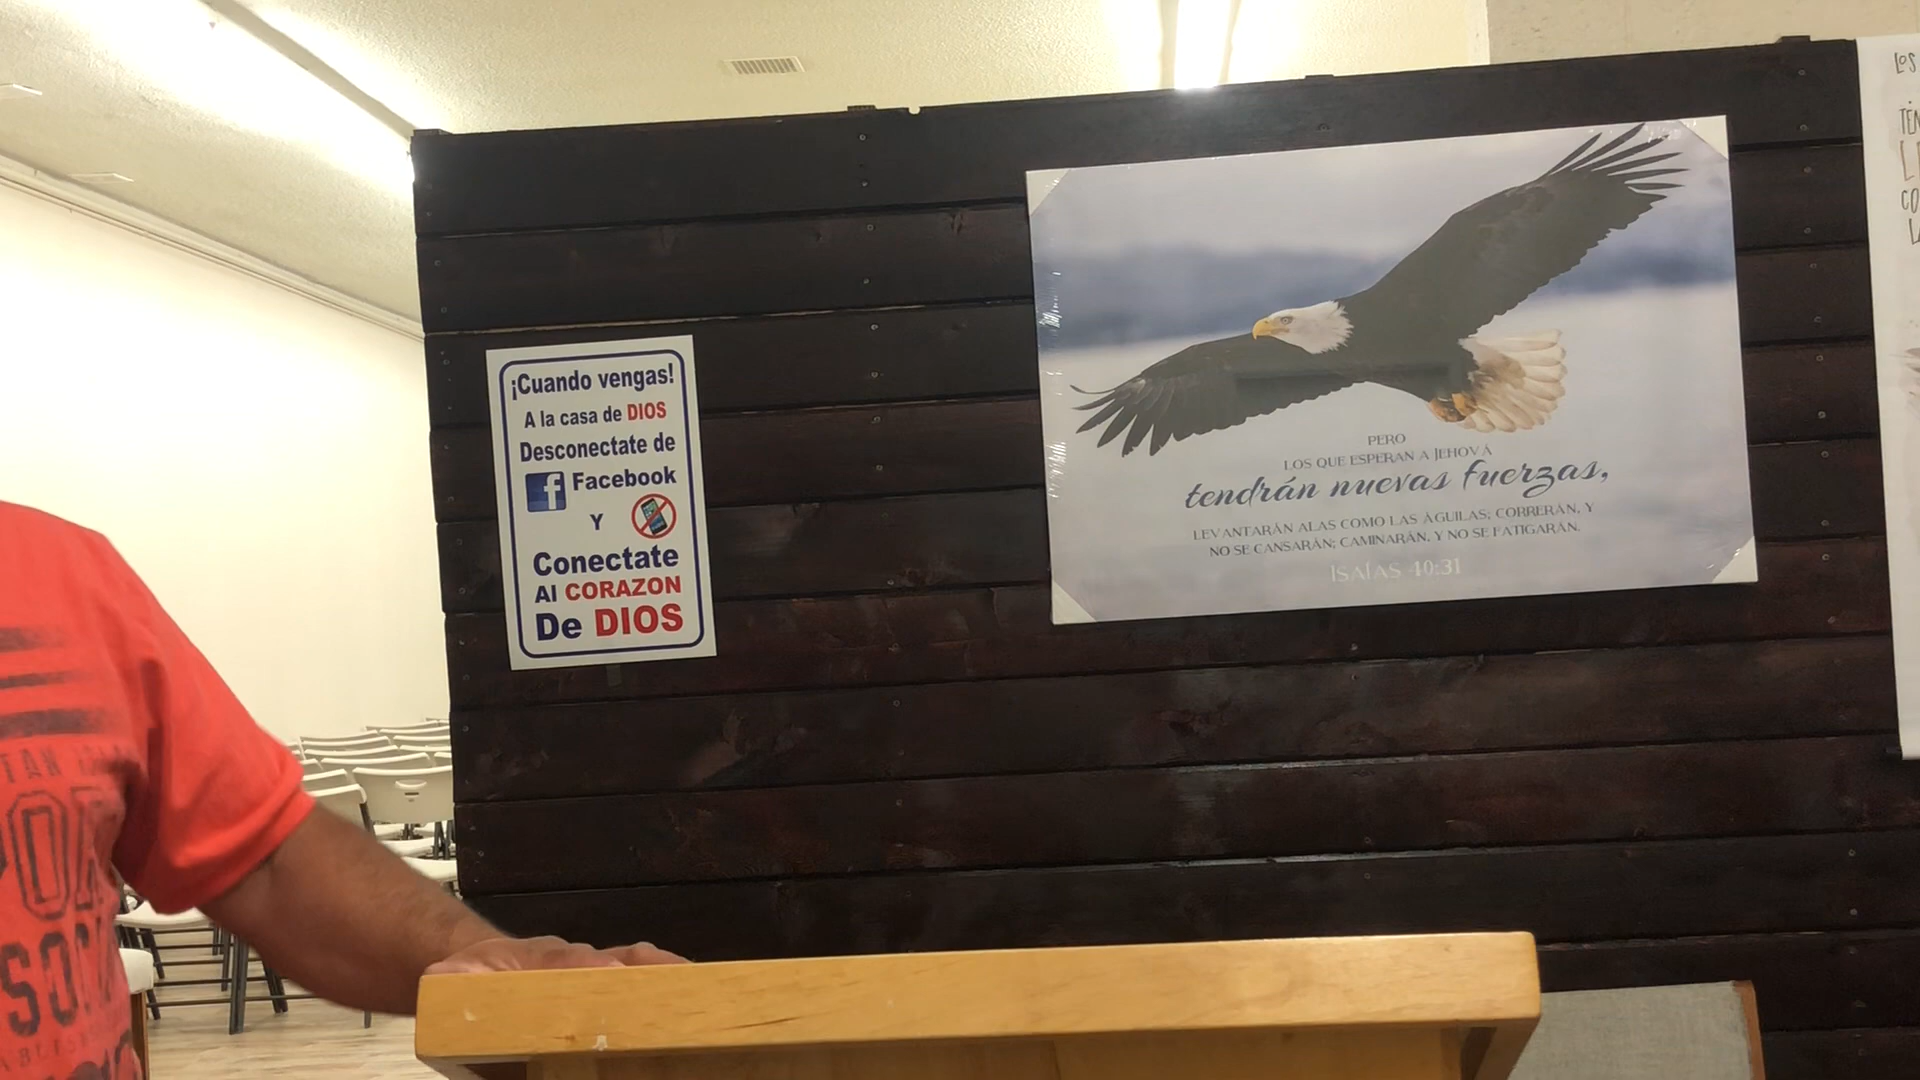 ¡Cuando vengas!
A la casa de DIOS
Desconectate de
f Facebook
Y
Conectate
Al CORAZON
De DIOS
PERO
LOS QUE ESPERAN A JEHOVÁ
tendrán nuevas fuerzas,
LEVANTARÁN ALAS COMO LAS ÁGUILAS; CORRERÁN, Y
NO SE CANSARÁN; CAMINARÁN, Y NO SE FATIGARÁN.
ISAÍAS 40:31
LOS